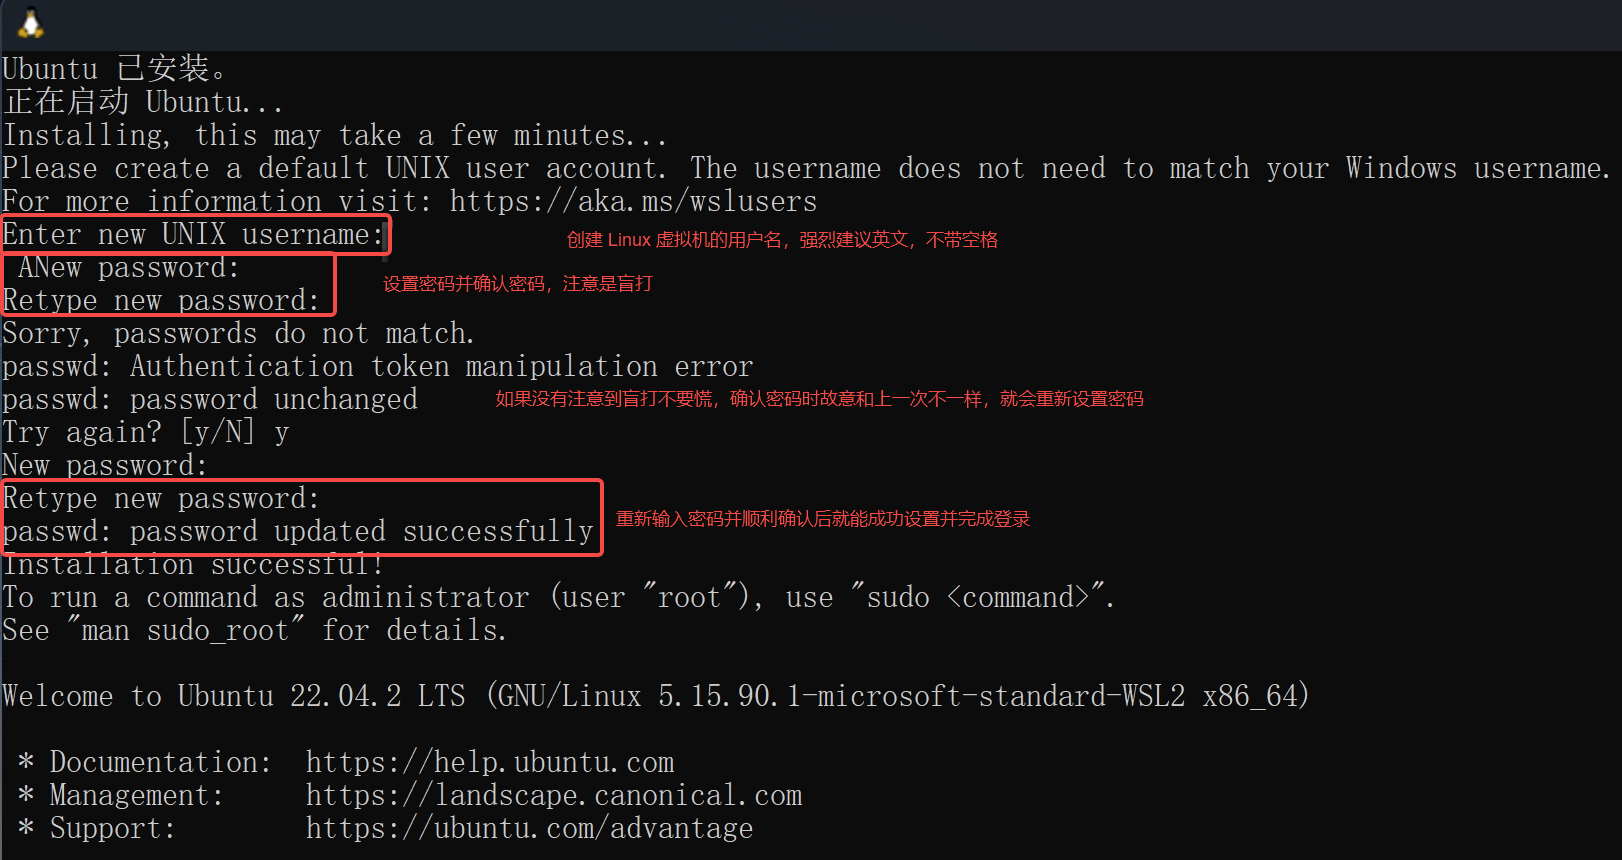 Ubuntu 已安装。
正在启动 Ubuntu...
Installing, this may take a few minutes...
Please create a default UNIX user account. The username does not need to match your Windows username.
For more information visit: https://aka.ms/wslusers
Enter new UNIX username:
创建 Linux 虚拟机的用户名，强烈建议英文，不带空格
ANew password:
设置密码并确认密码，注意是盲打
Retype new password:
Sorry, passwords do not match.
passwd: Authentication token manipulation error
passwd: password unchanged
如果没有注意到盲打不要慌，确认密码时故意和上一次不一样，就会重新设置密码
Try again? [y/N] y
New password:
Retype new password:
重新输入密码并顺利确认后就能成功设置并完成登录
passwd: password updated successfully
Installation successful!
To run a command as administrator (user "root"), use "sudo <command>".
See "man sudo_root" for details.
Welcome to Ubuntu 22.04.2 LTS (GNU/Linux 5.15.90.1-microsoft-standard-WSL2 x86_64)
* Documentation: https://help.ubuntu.com
* Management: https://landscape.canonical.com
* Support: https://ubuntu.com/advantage